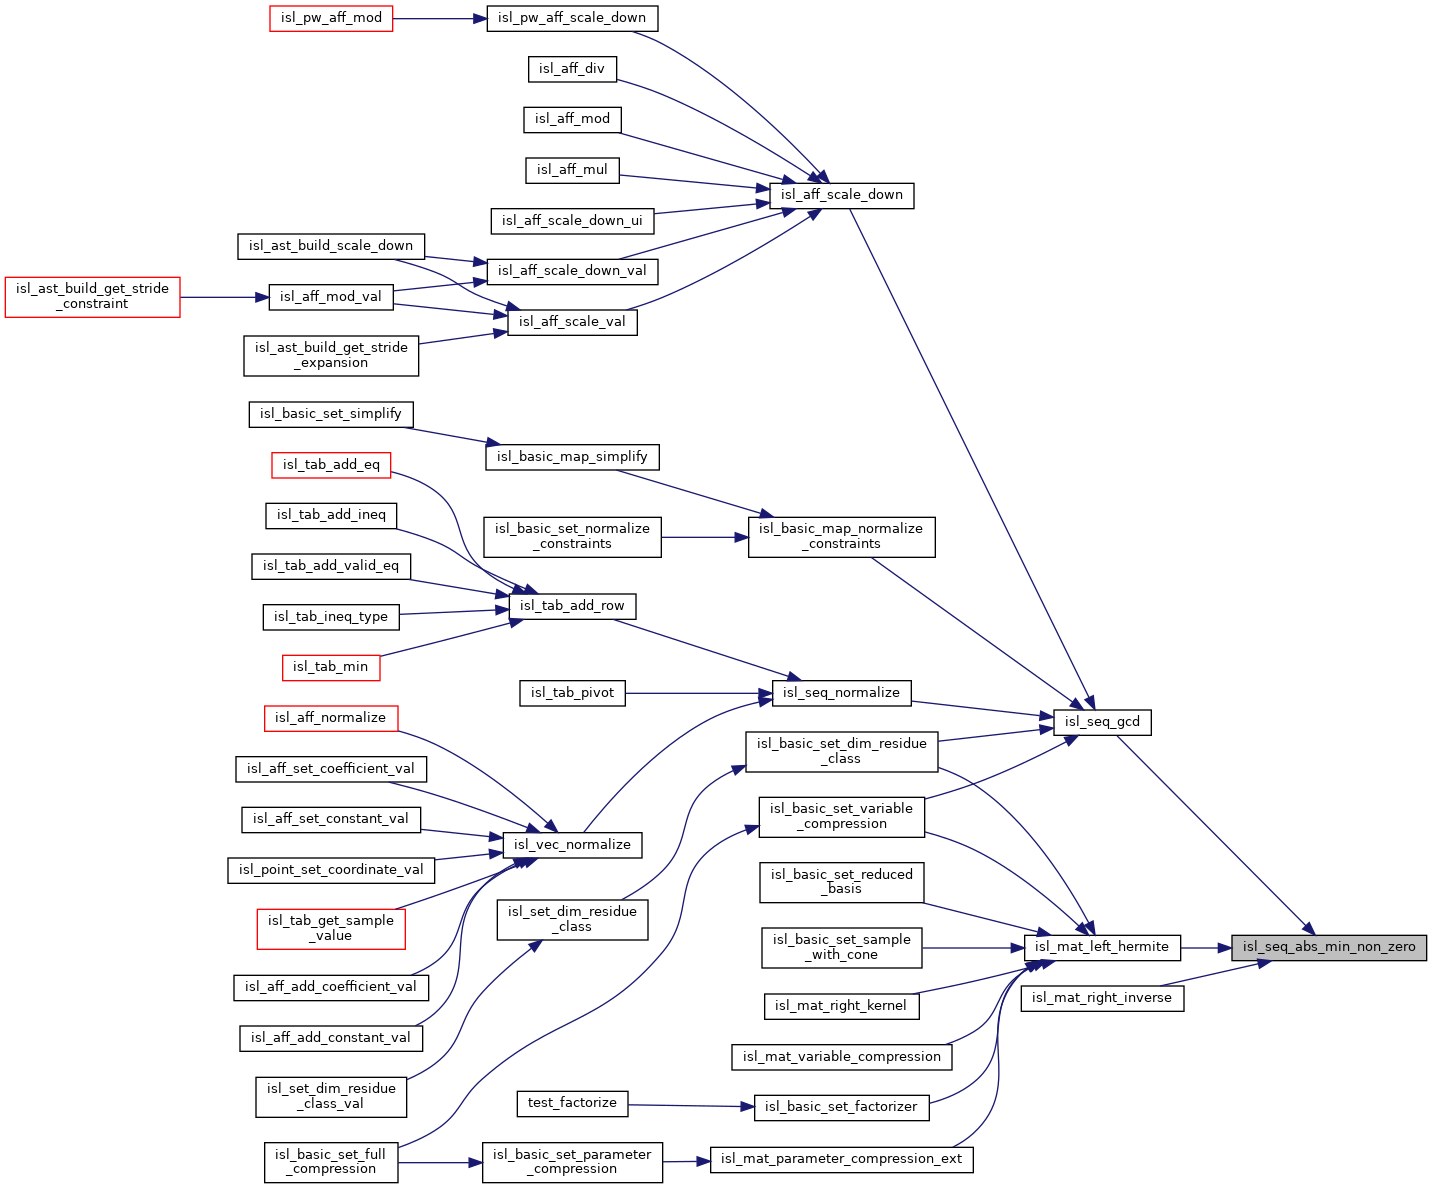 isl_pw_aff_mod
isl_pw_aff_scale_down
isl_aff_div
isl_aff_mod
isl_aff_mul
isl_aff_scale_down
isl_aff_scale_down_ui
isl_ast_build_scale_down
isl_aff_scale_down_val
isl_ast_build_get_stride
_constraint
isl_aff_mod_val
isl_aff_scale_val
isl_ast_build_get_stride
_expansion
isl_basic_set_simplify
isl_basic_map_simplify
isl_tab_add_eq
isl_tab_add_ineq
isl_basic_set_normalize
_constraints
isl_basic_map_normalize
_constraints
isl_tab_add_valid_eq
isl_tab_add_row
isl_tab_ineq_type
isl_tab_min
isl_tab_pivot
isl_seq_normalize
isl_aff_normalize
isl_seq_gcd
isl_basic_set_dim_residue
_class
isl_aff_set_coefficient_val
isl_aff_set_constant_val
isl_basic_set_variable
_compression
isl_vec_normalize
isl_point_set_coordinate_val
isl_basic_set_reduced
_basis
isl_tab_get_sample
_value
isl_set_dim_residue
_class
isl_basic_set_sample
_with_cone
isl_mat_left_hermite
isl_seq_abs_min_non_zero
isl_aff_add_coefficient_val
isl_mat_right_kernel
isl_mat_right_inverse
isl_aff_add_constant_val
isl_mat_variable_compression
isl_set_dim_residue
_class_val
test_factorize
isl_basic_set_factorizer
isl_basic_set_full
_compression
isl_basic_set_parameter
_compression
isl_mat_parameter_compression_ext